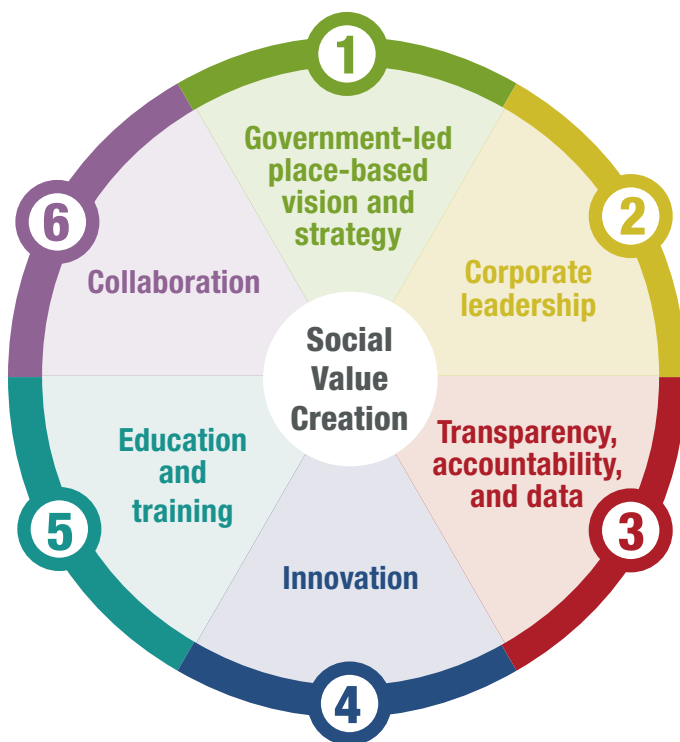 1
Government-led
place-based
vision and
strategy
2
Corporate
leadership
3
Transparency,
accountability,
and data
4
Innovation
5
Education
and
training
6
Collaboration
Social
Value
Creation